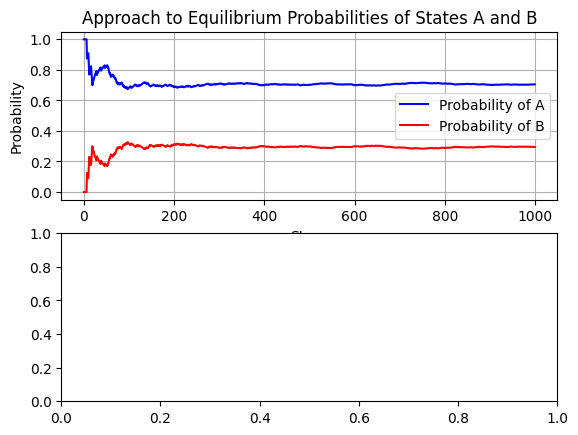 Approach to Equilibrium Probabilities of States A and B
1.0
0.8
0.6
0.4
0.2
0.0
Probability
Probability of A
Probability of B
0 200 400 600 800 1000
1.0
0.8
0.6
0.4
0.2
0.0
0.0 0.2 0.4 0.6 0.8 1.0